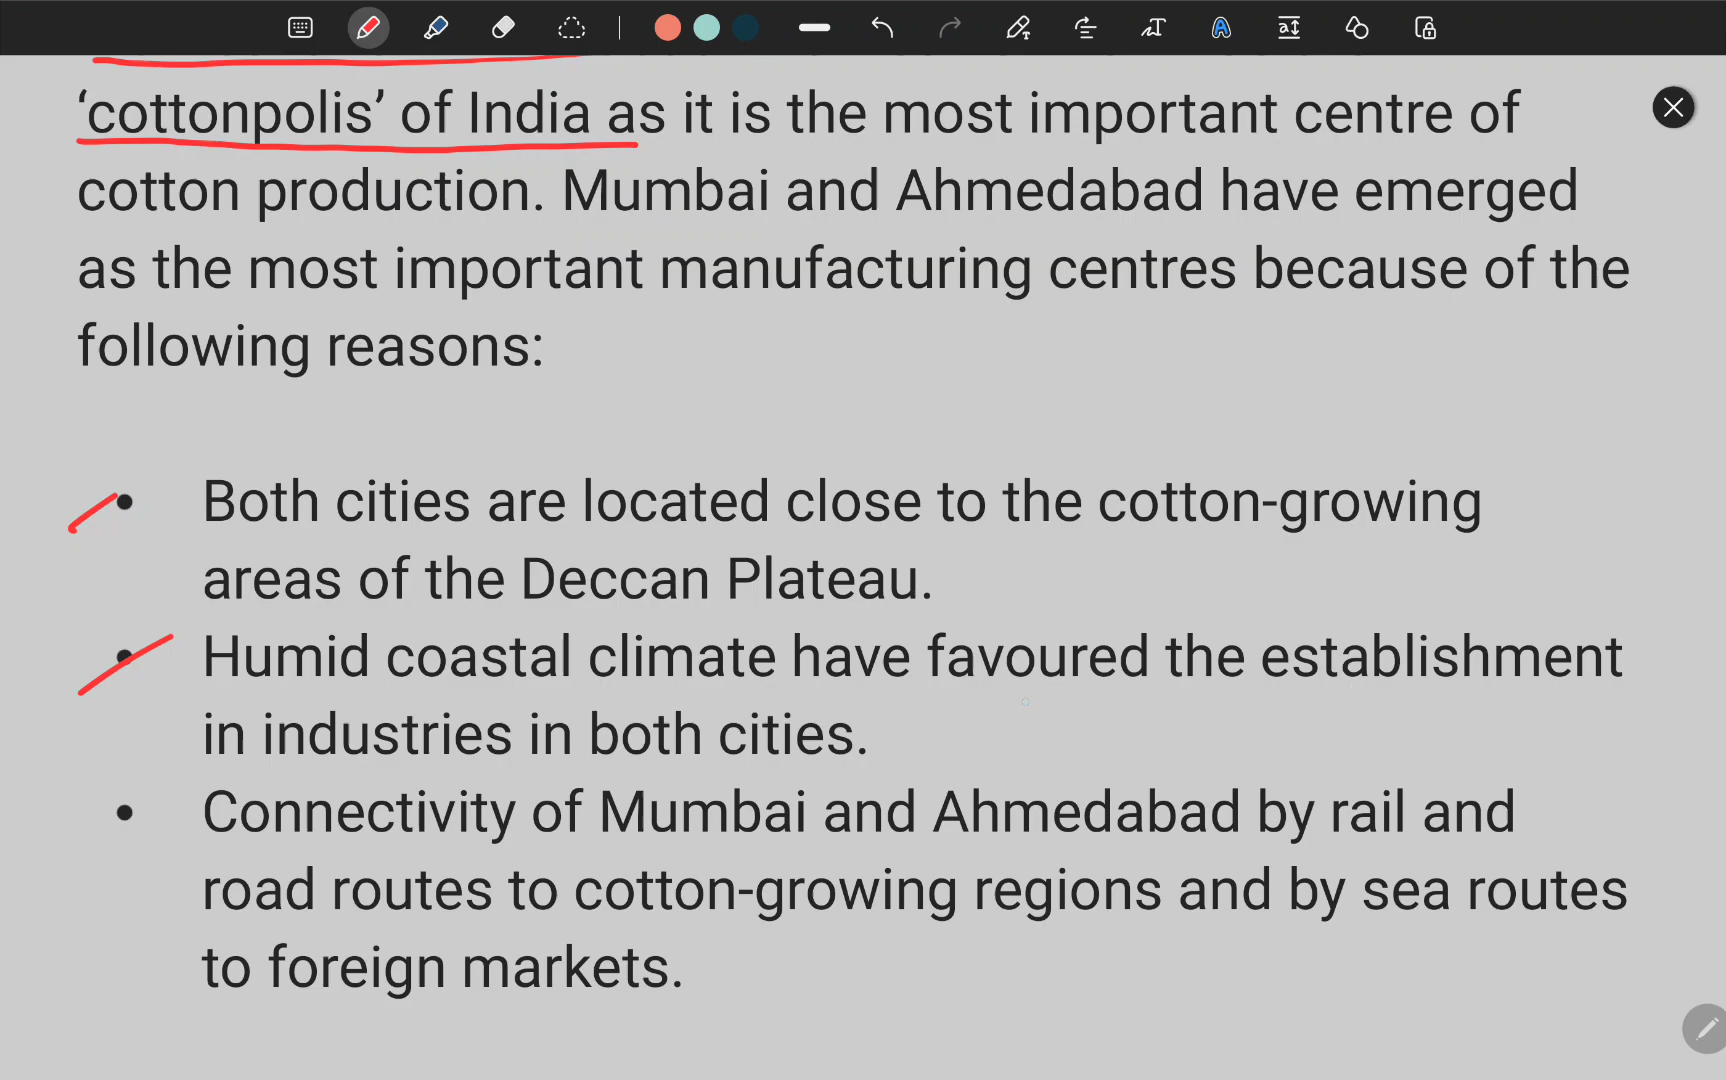 ‘cottonpolis’ of India as it is the most important centre of
cotton production. Mumbai and Ahmedabad have emerged
as the most important manufacturing centres because of the
following reasons:
• Both cities are located close to the cotton-growing
areas of the Deccan Plateau.
• Humid coastal climate have favoured the establishment
in industries in both cities.
• Connectivity of Mumbai and Ahmedabad by rail and
road routes to cotton-growing regions and by sea routes
to foreign markets.